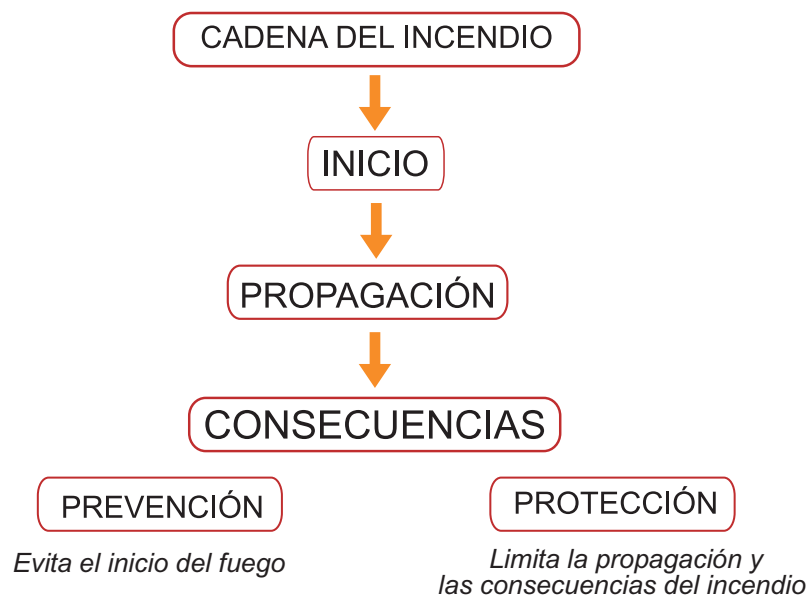 CADENA DEL INCENDIO
INICIO
PROPAGACIÓN
CONSECUENCIAS
PREVENCIÓN
Evita el inicio del fuego
PROTECCIÓN
Limita la propagación y
las consecuencias del incendio